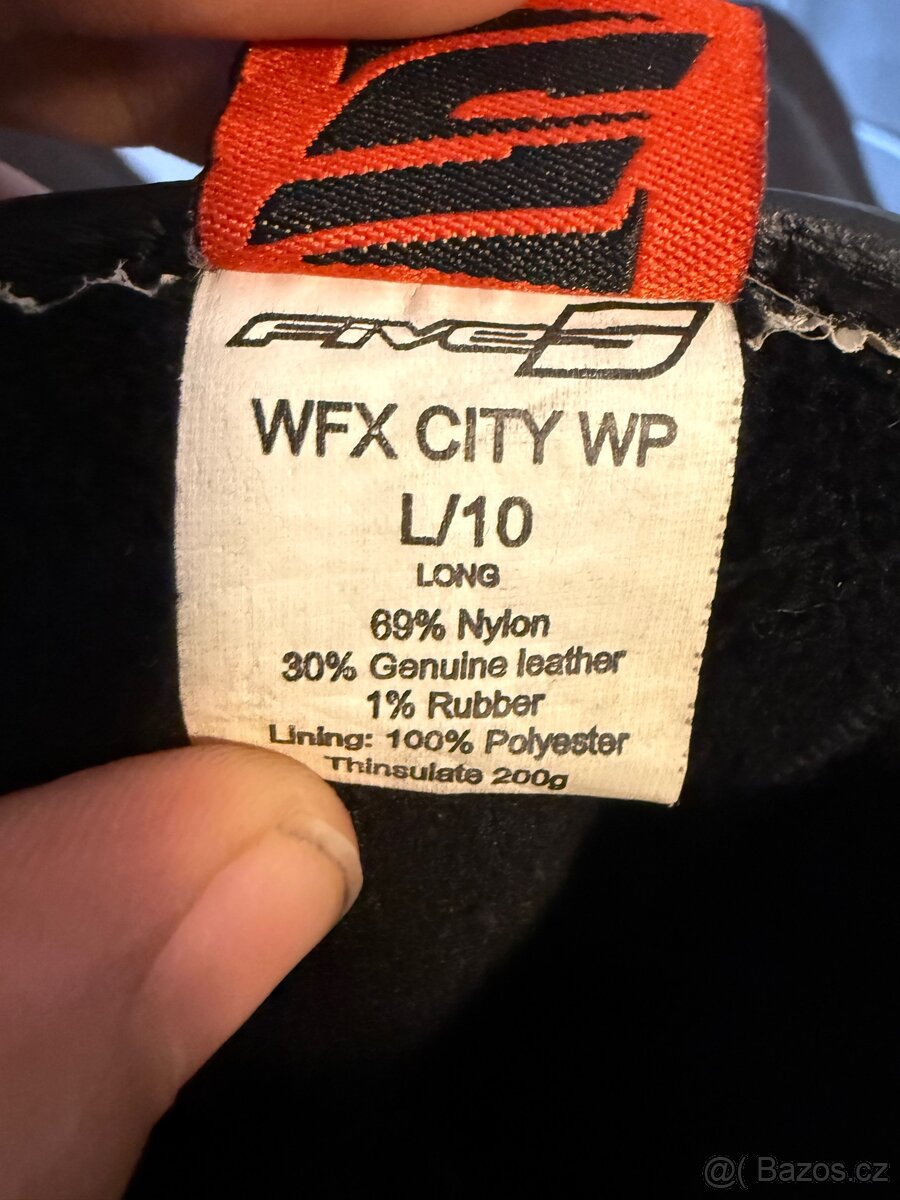 Five5
WFX CITY WP
L/10
LONG
69% Nylon
30% Genuine leather
1% Rubber
Lining: 100% Polyester
Thinsulate 200g
@( Bazos.cz